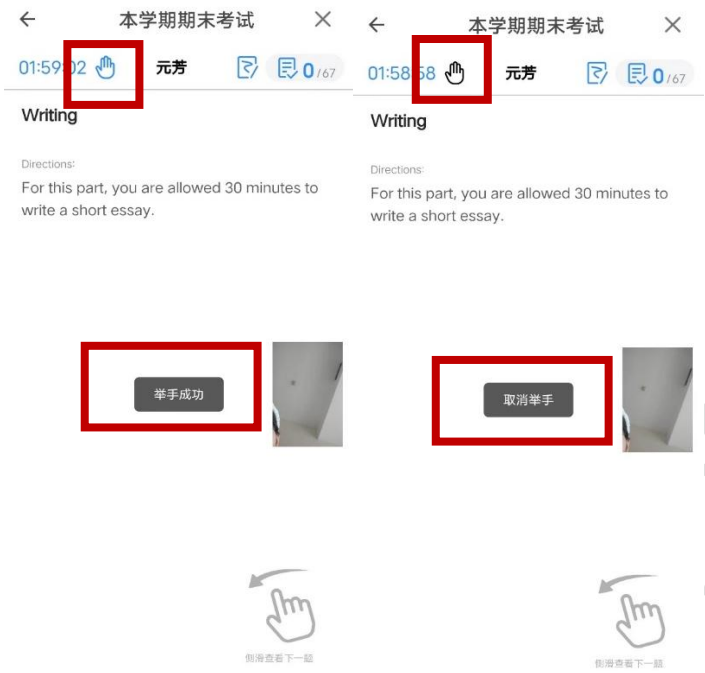 本学期期末考试
01:59:02 元芳 0/67
Writing
Directions:
For this part, you are allowed 30 minutes to
write a short essay.
举手成功
侧滑查看下一题
本学期期末考试
01:58:58 元芳 0/67
Writing
Directions:
For this part, you are allowed 30 minutes to
write a short essay.
取消举手
侧滑查看下一题